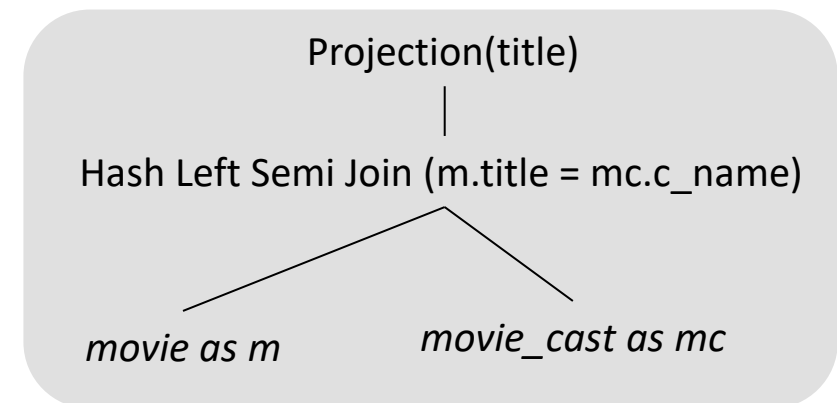 Projection(title)
Hash Left Semi Join (m.title = mc.c_name)
movie as m
movie_cast as mc